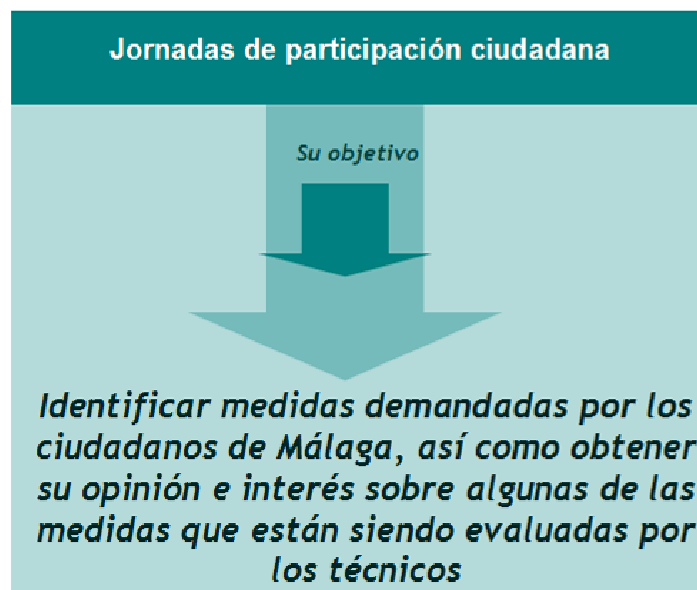 Jornadas de participación ciudadana
Su objetivo
Identificar medidas demandadas por los
ciudadanos de Málaga, así como obtener
su opinión e interés sobre algunas de las
medidas que están siendo evaluadas por
los técnicos